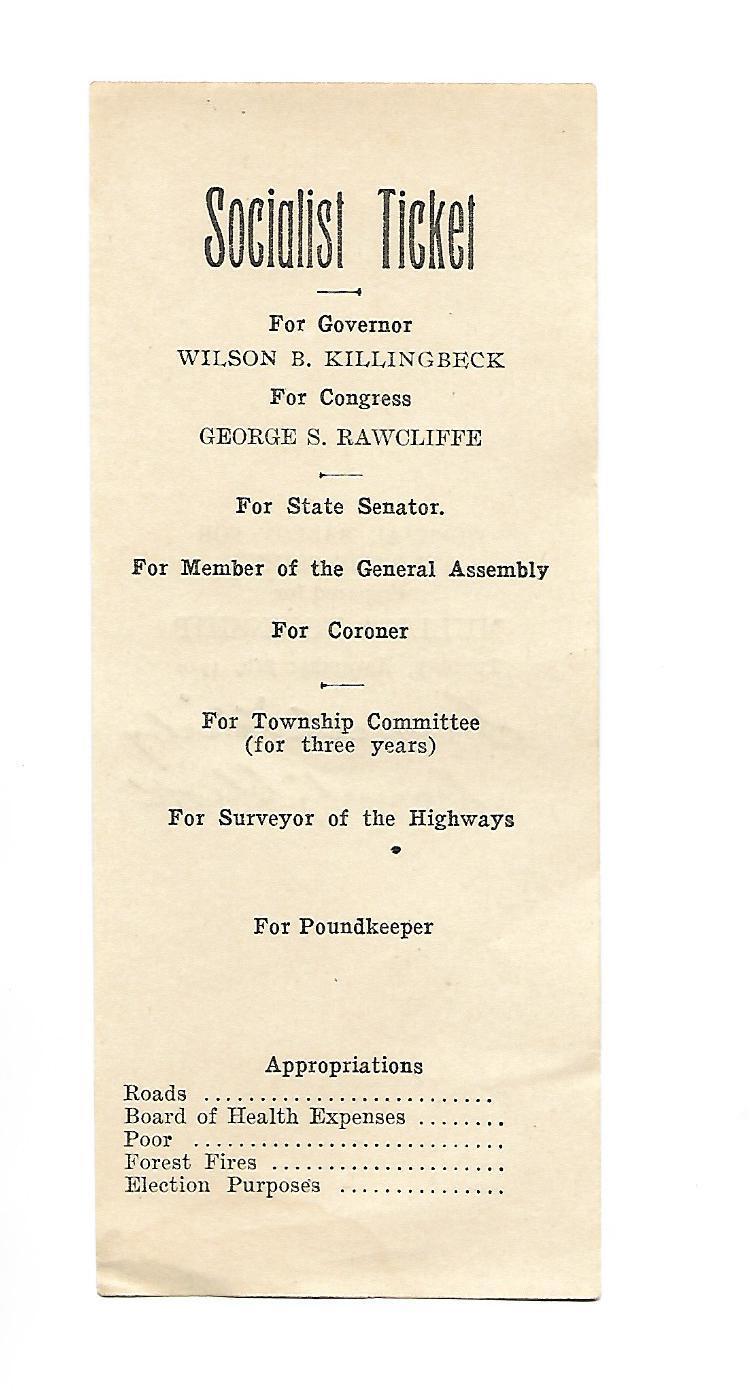 Socialist Ticket
For Governor
WILSON B. KILLINGBECK
For Congress
GEORGE S. RAWCLIFFE
For State Senator.
For Member of the General Assembly
For Coroner
For Township Committee
(for three years)
For Surveyor of the Highways
For Poundkeeper
Appropriations
Roads ..........................
Board of Health Expenses ........
Poor ............................
Forest Fires .....................
Election Purposes ...............